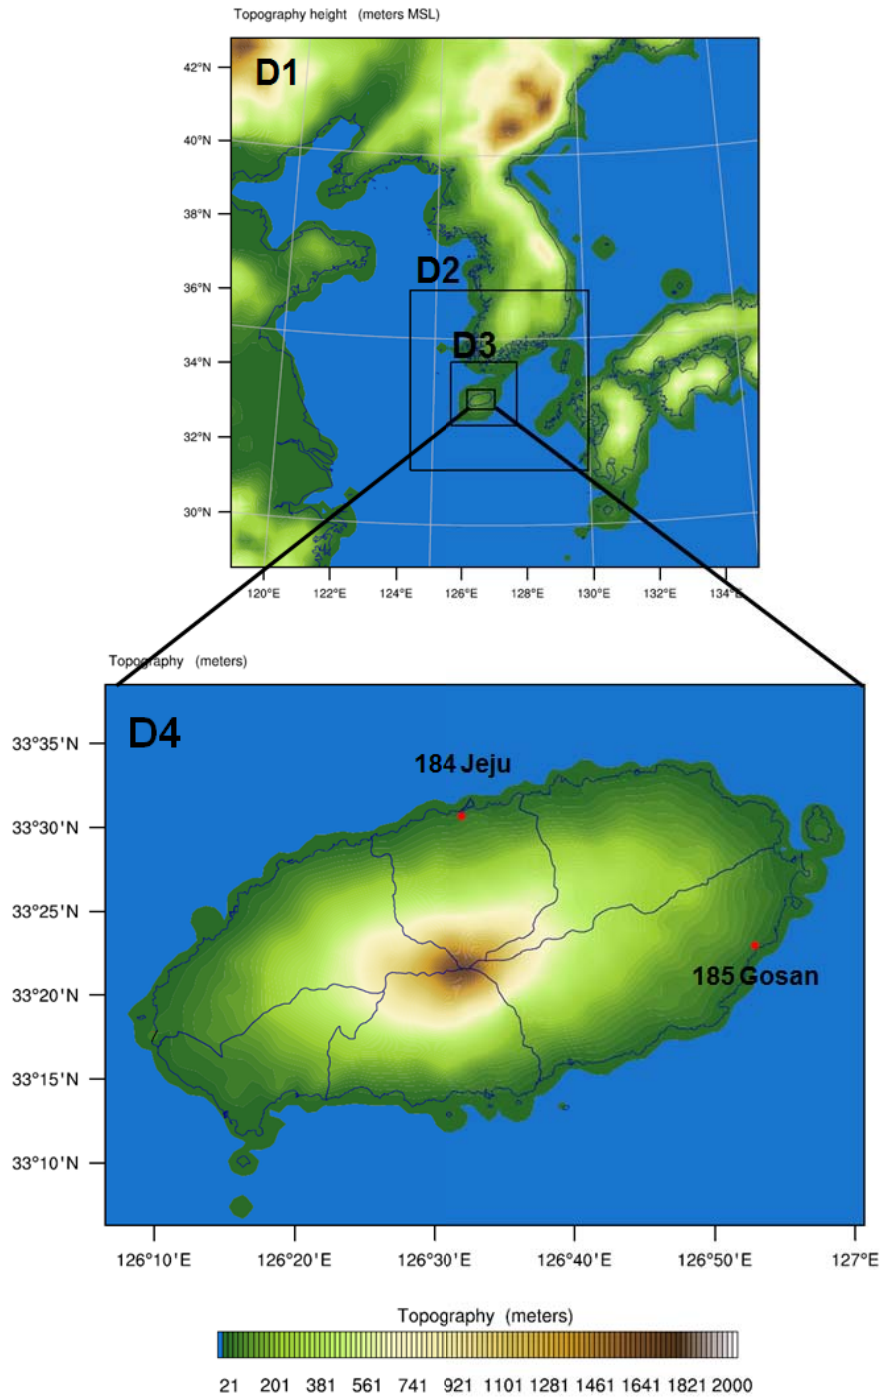 Topography height (meters MSL)
D1
42°N
40°N
38°N
36°N
34°N
32°N
30°N
D2
D3
120°E 122°E 124°E 126°E 128°E 130°E 132°E 134°E
Topography (meters)
D4
33°35'N
33°30'N
33°25'N
33°20'N
33°15'N
33°10'N
184 Jeju
185 Gosan
126°10'E 126°20'E 126°30'E 126°40'E 126°50'E 127°E
Topography (meters)
21 201 381 561 741 921 1101 1281 1461 1641 1821 2000